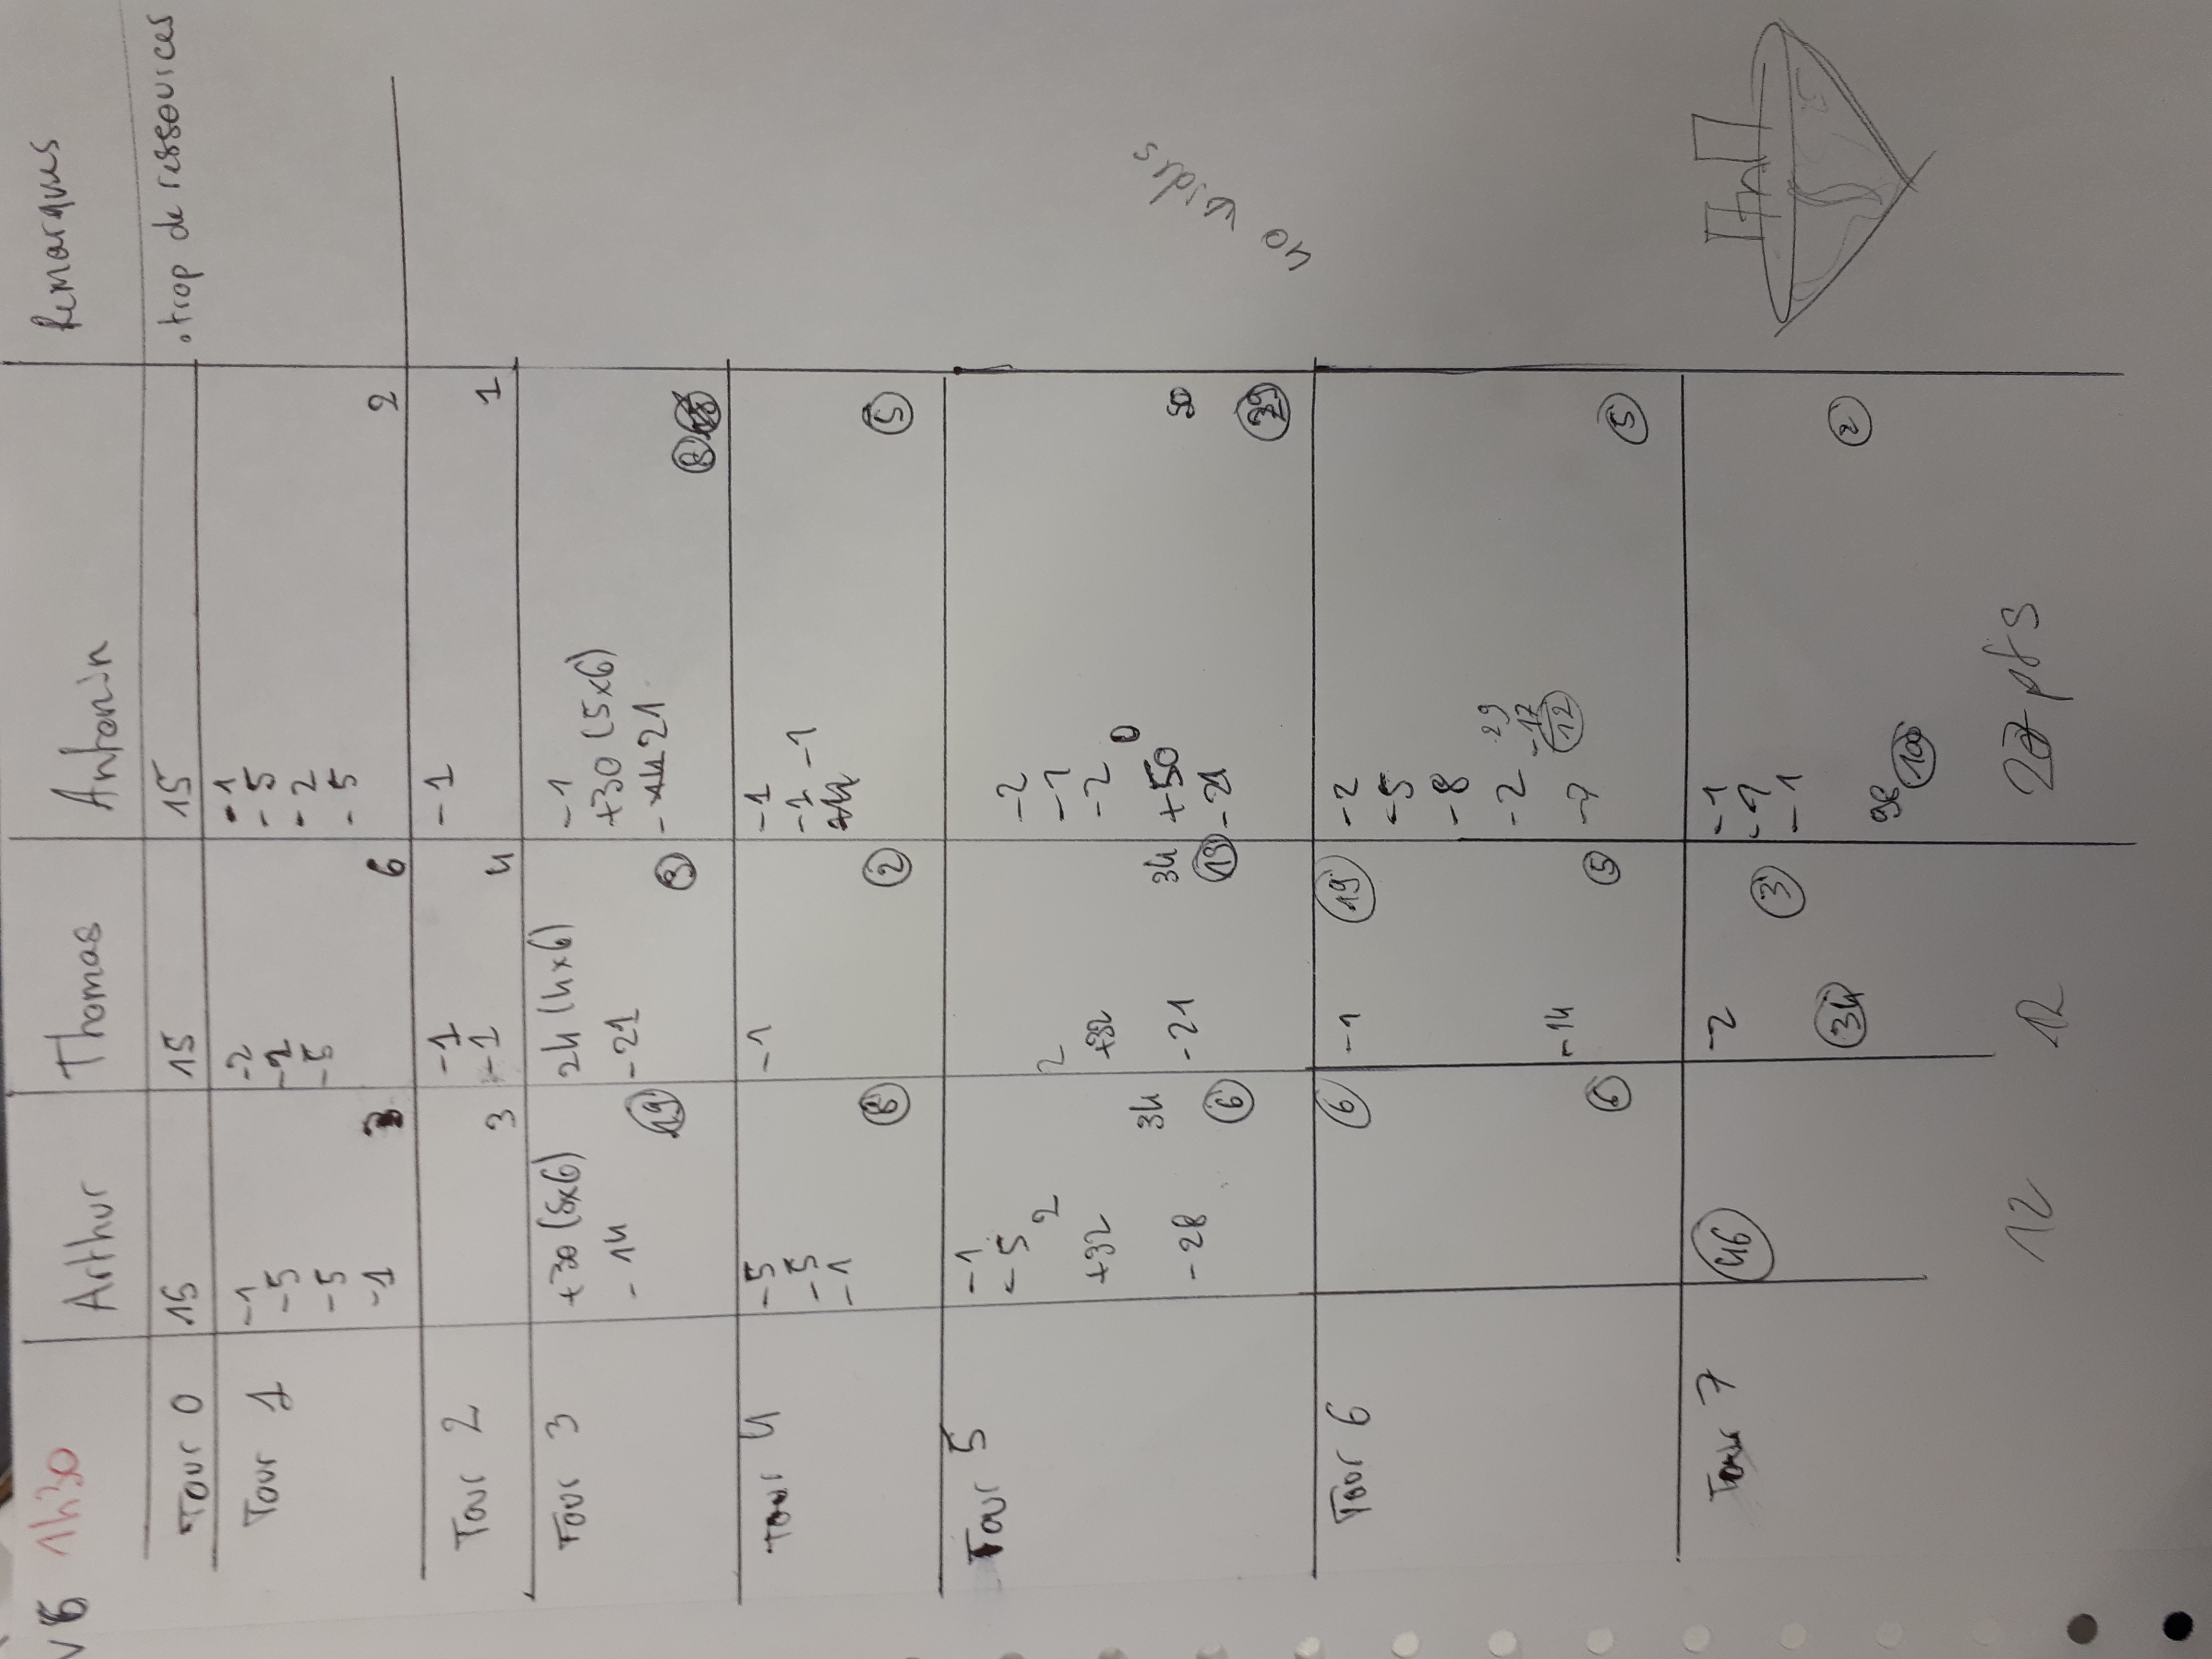 V6 1h30 Arthur Thomas Antonin Remarques
Tour 0 15 15 15 . trop de ressources
Tour 1 -1 -2 -1
-5 -2 -5
-5 -5 -2
-1 3 6 -5 2
Tour 2 -1 -1
3 -1 4 1
Tour 3 +30 (5x6) 24 (4x6) -1
-14 -21 +30 (5x6)
19 3 -14 21
8
Tour 4 -5 -1 -1
-5 -1 -1
-1
8 2 5
Tour 5 -1
-5 -2
2 2 -1
+32 +32 -2
0
34 34 +50 50
-28 -21
6 13 -21
29
40 vides
Tour 6 6 -1 19 -2
-5
-8
-2 29
-17
12
-14 -7
6 5 5
Tour 7 46 -2 -1
3 -1
-1
34 2
98
100
12 12 27 pts